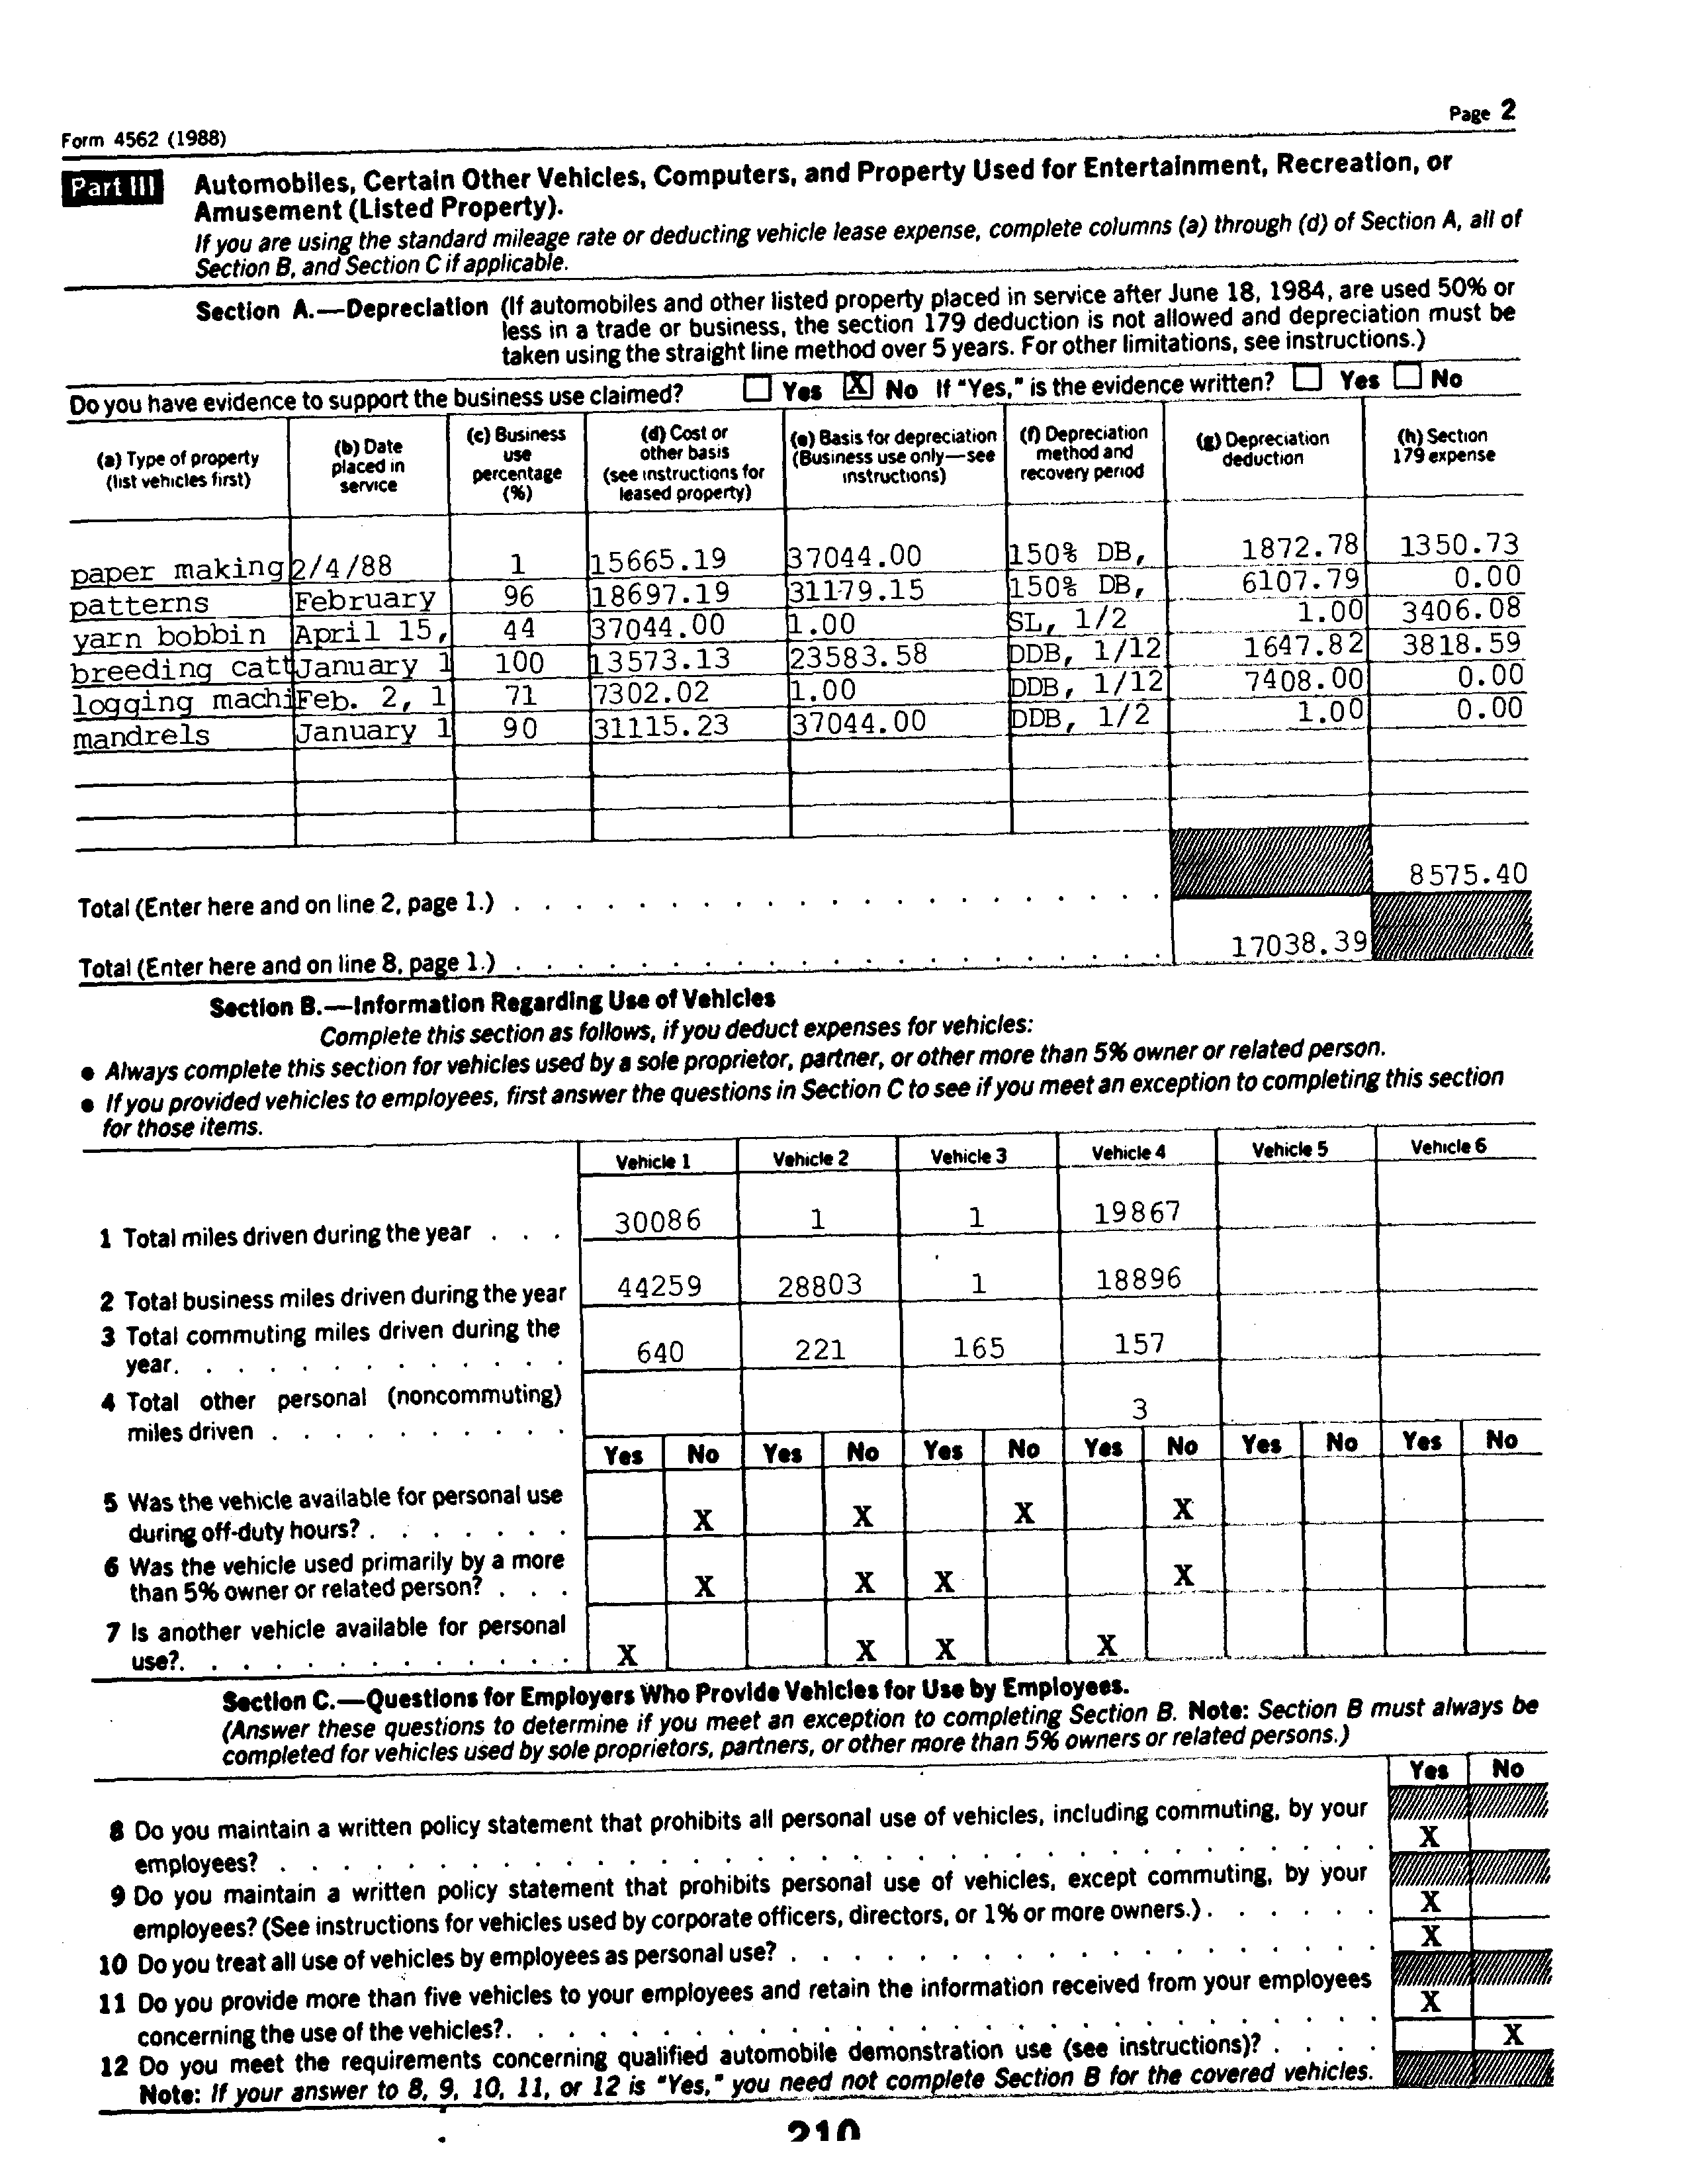 Page 2
Form 4562 (1988)
Part III Automobiles, Certain Other Vehicles, Computers, and Property Used for Entertainment, Recreation, or
Amusement (Listed Property).
If you are using the standard mileage rate or deducting vehicle lease expense, complete columns (a) through (d) of Section A, all of
Section B, and Section C if applicable.
Section A.—Depreciation (If automobiles and other listed property placed in service after June 18, 1984, are used 50% or
less in a trade or business, the section 179 deduction is not allowed and depreciation must be
taken using the straight line method over 5 years. For other limitations, see instructions.)
Do you have evidence to support the business use claimed? Yes X No If "Yes," is the evidence written? Yes No
(a) Type of property (list vehicles first) (b) Date placed in service (c) Business use percentage (%) (d) Cost or other basis (see instructions for leased property) (e) Basis for depreciation (Business use only—see instructions) (f) Depreciation method and recovery period (g) Depreciation deduction (h) Section 179 expense
paper making 2/4/88 1 15665.19 37044.00 150% DB, 1872.78 1350.73
patterns February 96 18697.19 31179.15 150% DB, 6107.79 0.00
yarn bobbin April 15, 44 37044.00 1.00 SL, 1/2 1.00 3406.08
breeding catt January 1 100 13573.13 23583.58 DDB, 1/12 1647.82 3818.59
logging machi Feb. 2, 1 71 7302.02 1.00 DDB, 1/12 7408.00 0.00
mandrels January 1 90 31115.23 37044.00 DDB, 1/2 1.00 0.00
Total (Enter here and on line 2, page 1.) 8575.40
Total (Enter here and on line 8, page 1.) 17038.39
Section B.—Information Regarding Use of Vehicles
Complete this section as follows, if you deduct expenses for vehicles:
● Always complete this section for vehicles used by a sole proprietor, partner, or other more than 5% owner or related person.
● If you provided vehicles to employees, first answer the questions in Section C to see if you meet an exception to completing this section
for those items.
Vehicle 1 Vehicle 2 Vehicle 3 Vehicle 4 Vehicle 5 Vehicle 6
1 Total miles driven during the year . . . 30086 1 1 19867
2 Total business miles driven during the year 44259 28803 1 18896
3 Total commuting miles driven during the
year. 640 221 165 157
4 Total other personal (noncommuting)
miles driven 3
Yes No Yes No Yes No Yes No Yes No Yes No
5 Was the vehicle available for personal use
during off-duty hours? X X X X
6 Was the vehicle used primarily by a more
than 5% owner or related person? X X X X
7 Is another vehicle available for personal
use?. X X X X
Section C.—Questions for Employers Who Provide Vehicles for Use by Employees.
(Answer these questions to determine if you meet an exception to completing Section B. Note: Section B must always be
completed for vehicles used by sole proprietors, partners, or other more than 5% owners or related persons.)
Yes No
8 Do you maintain a written policy statement that prohibits all personal use of vehicles, including commuting, by your
employees? X
9 Do you maintain a written policy statement that prohibits personal use of vehicles, except commuting, by your
employees? (See instructions for vehicles used by corporate officers, directors, or 1% or more owners.) X
10 Do you treat all use of vehicles by employees as personal use? X
11 Do you provide more than five vehicles to your employees and retain the information received from your employees
concerning the use of the vehicles?. X
12 Do you meet the requirements concerning qualified automobile demonstration use (see instructions)? X
Note: If your answer to 8, 9, 10, 11, or 12 is "Yes," you need not complete Section B for the covered vehicles.
210